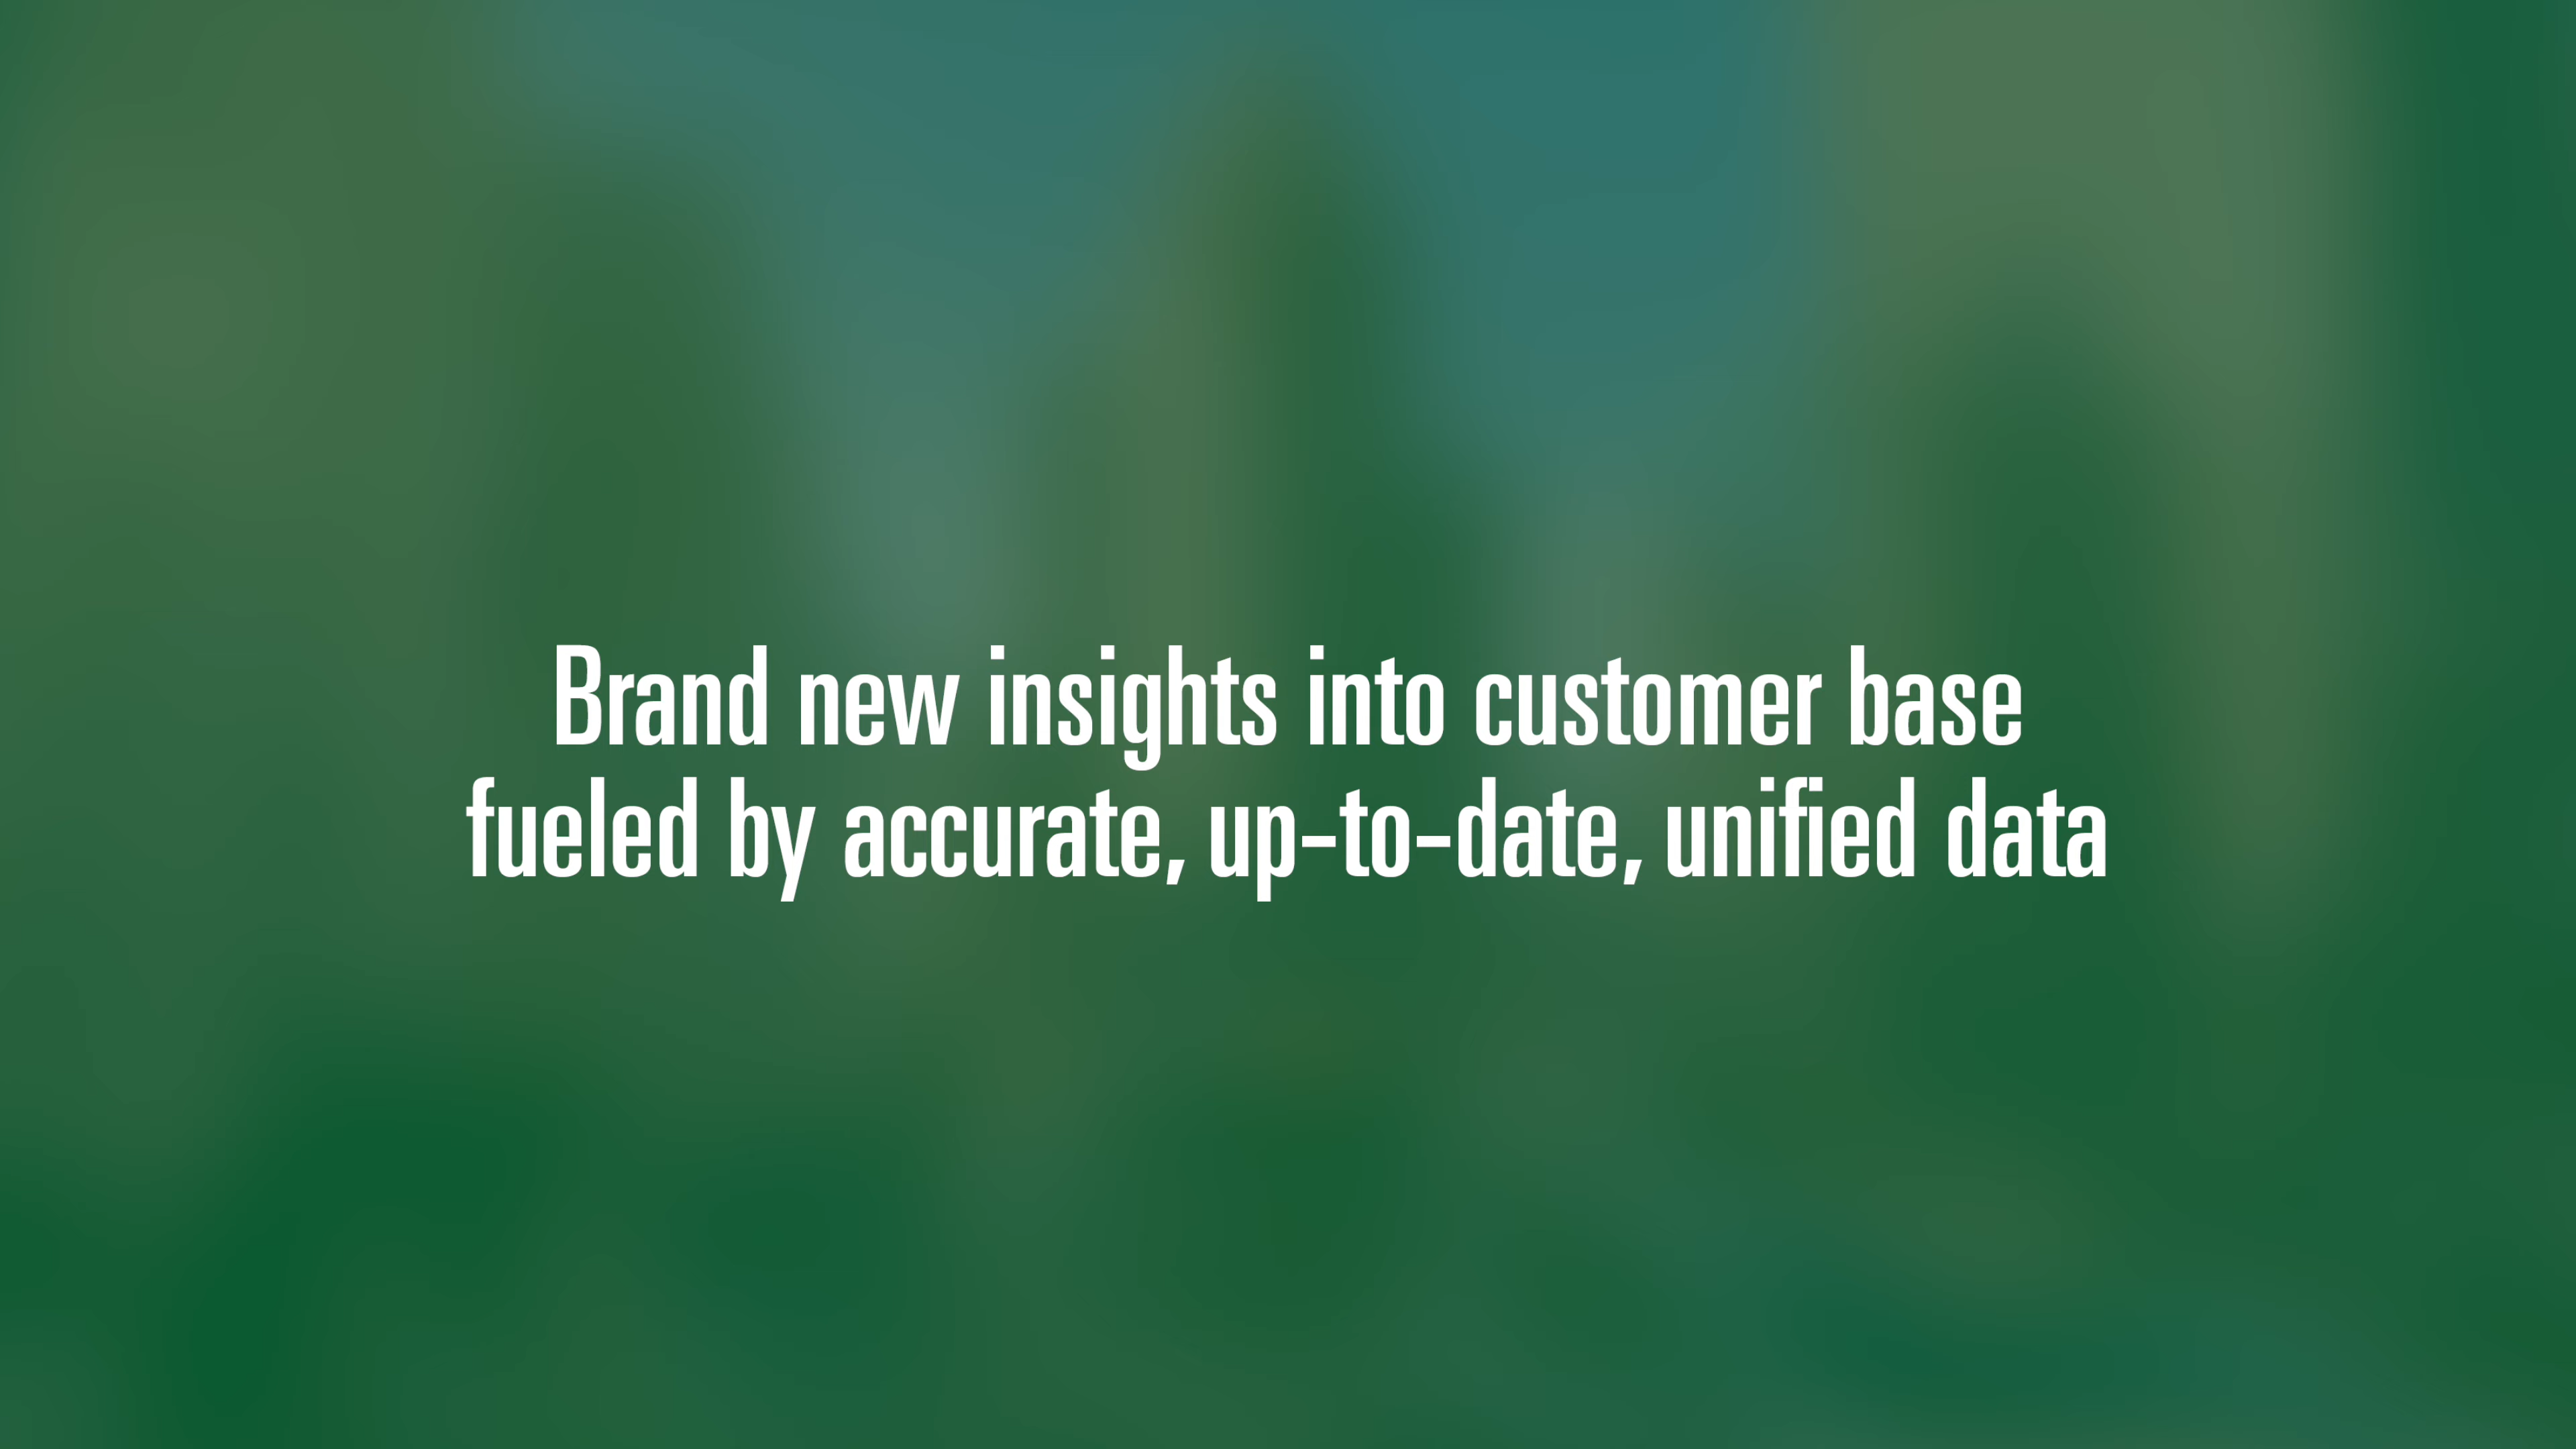 Brand new insights into customer base
fueled by accurate, up-to-date, unified data